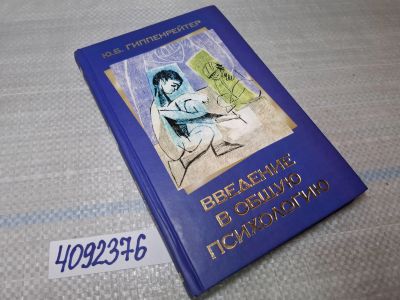 Ю.Б. ГИППЕНРЕЙТЕР
ВВЕДЕНИЕ
В ОБЩУЮ
ПСИХОЛОГИЮ
4092376